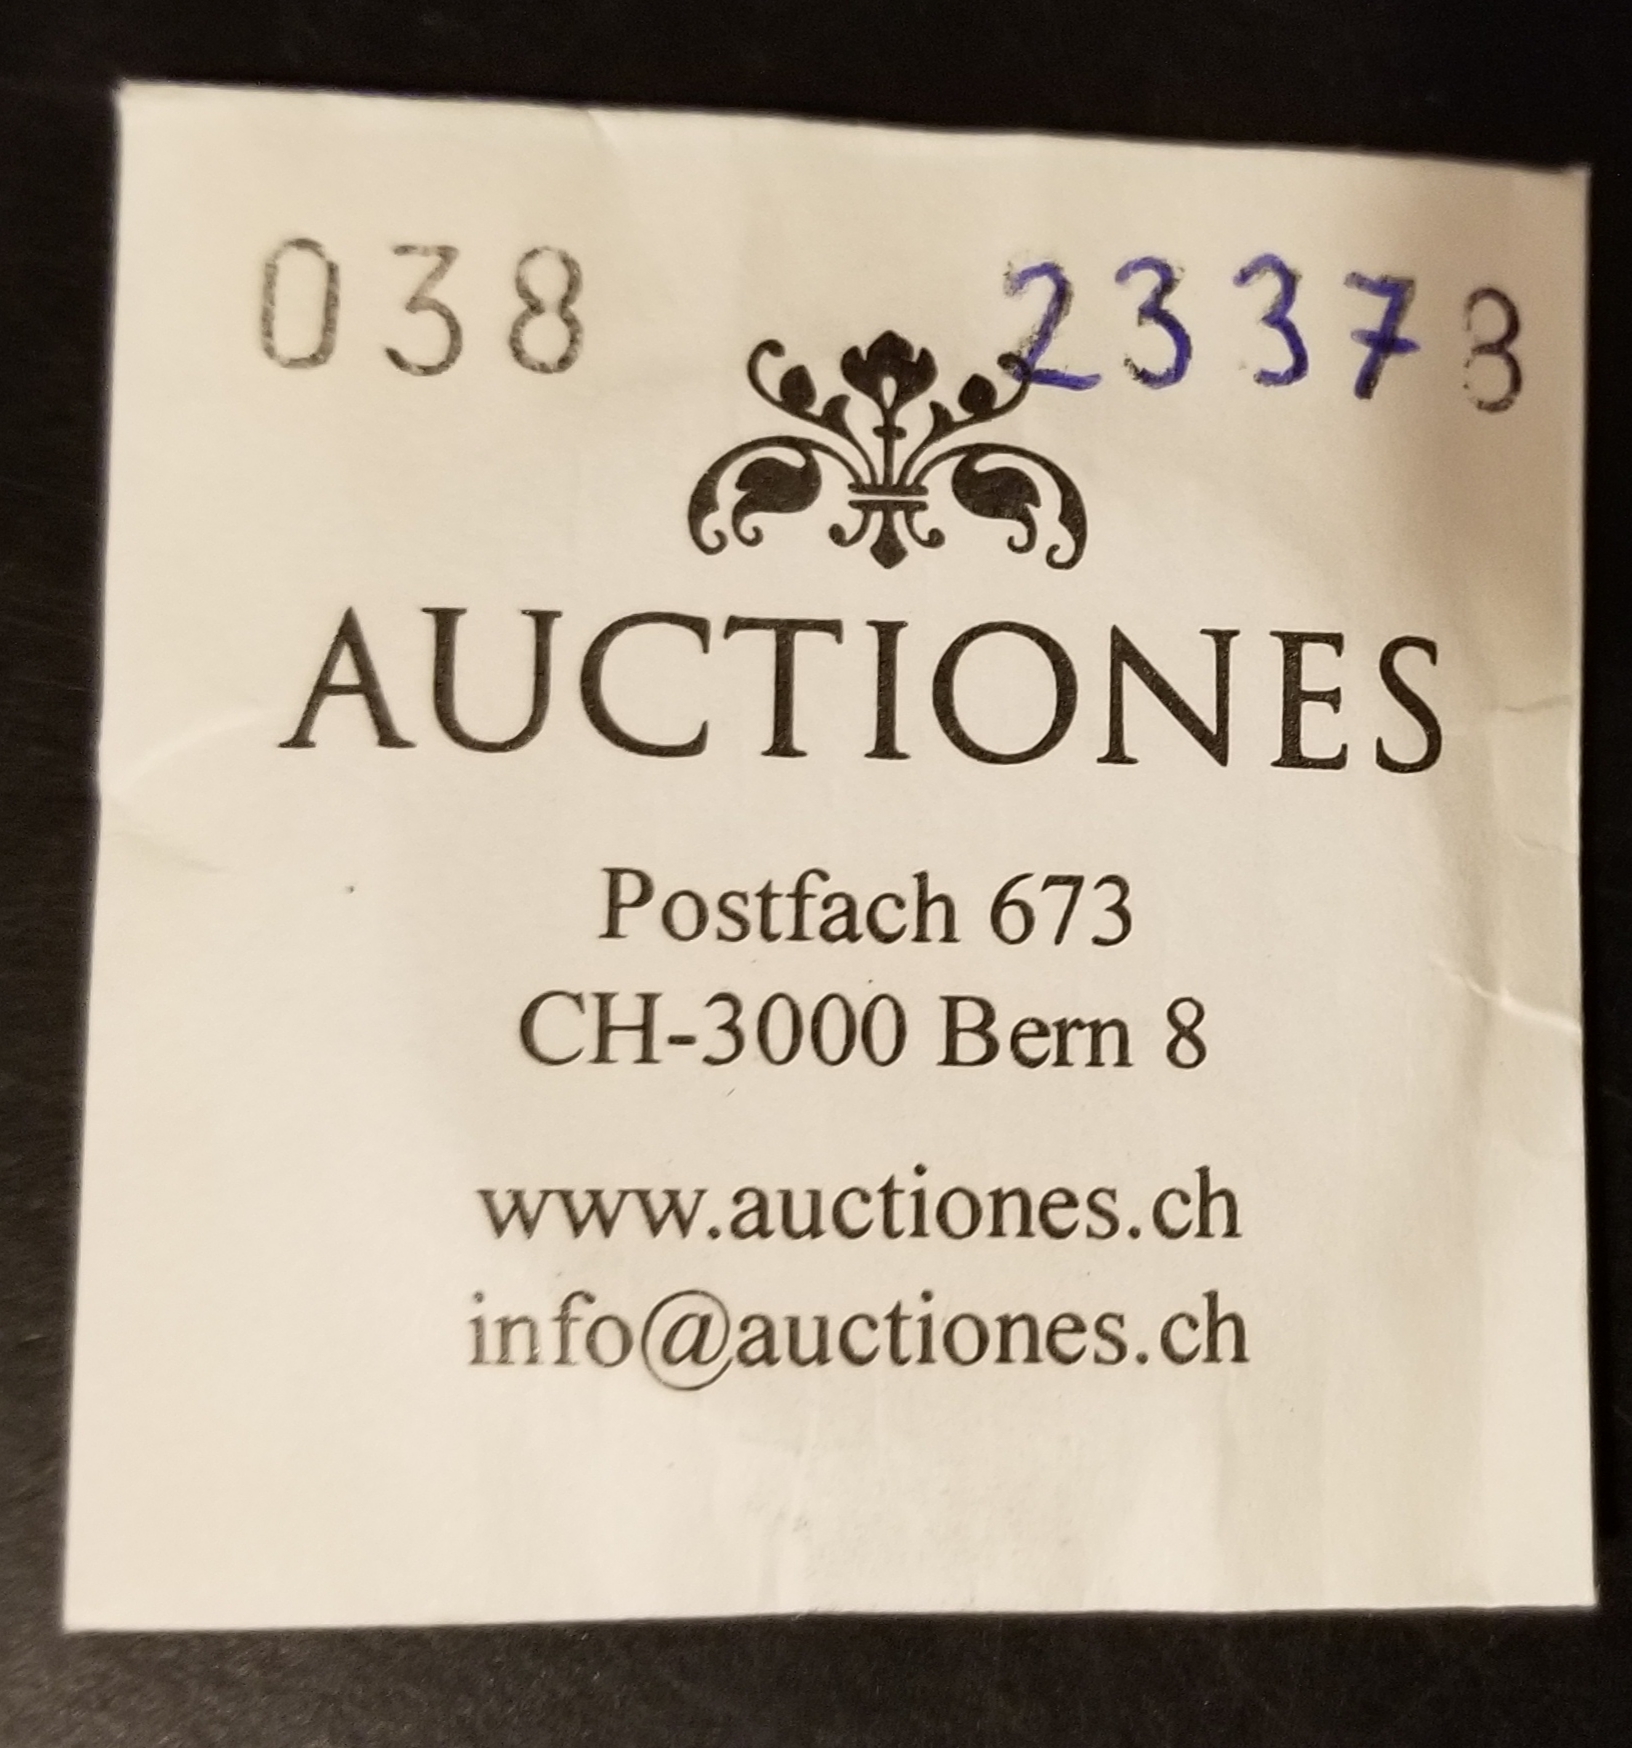 038 23373
AUCTIONES
Postfach 673
CH-3000 Bern 8
www.auctiones.ch
info@auctiones.ch